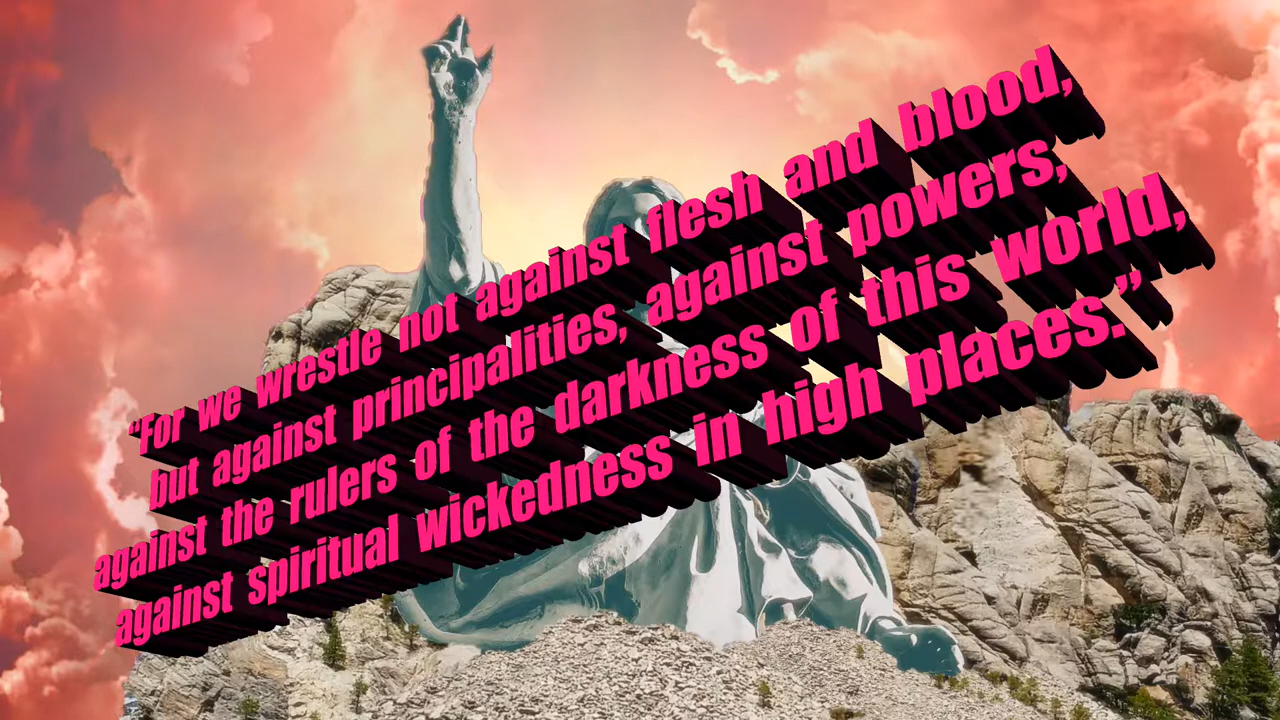 “For we wrestle not against flesh and blood,
but against principalities, against powers,
against the rulers of the darkness of this world,
against spiritual wickedness in high places.”